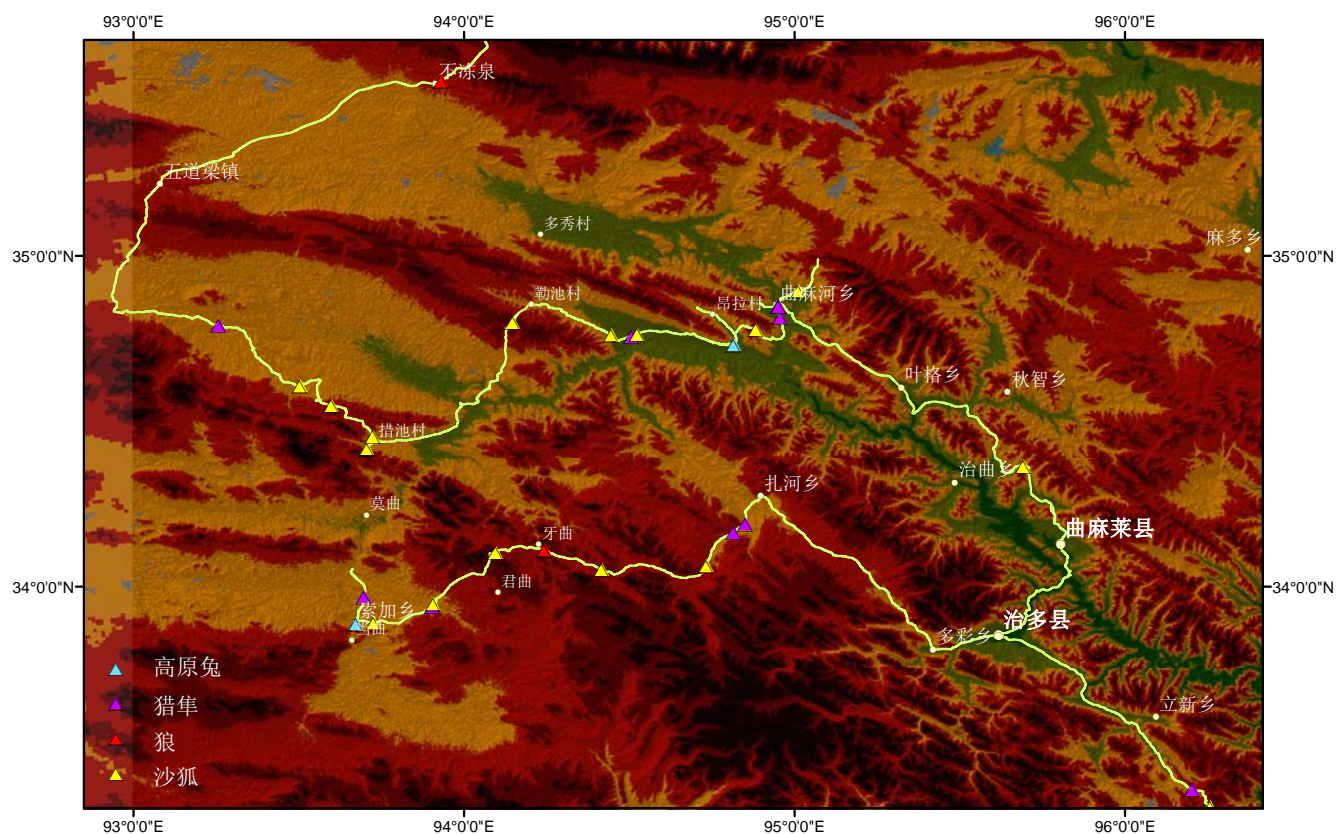 93°0'0"E
94°0'0"E
95°0'0"E
96°0'0"E
不冻泉
五道梁镇
多秀村
麻多乡
35°0'0"N
35°0'0"N
勒池村
昂拉村
曲麻河乡
叶格乡
秋智乡
措池村
治曲乡
扎河乡
莫曲
牙曲
曲麻莱县
君曲
34°0'0"N
34°0'0"N
索加乡
治多县
多彩乡
立新乡
高原兔
猎隼
狼
沙狐
93°0'0"E
94°0'0"E
95°0'0"E
96°0'0"E